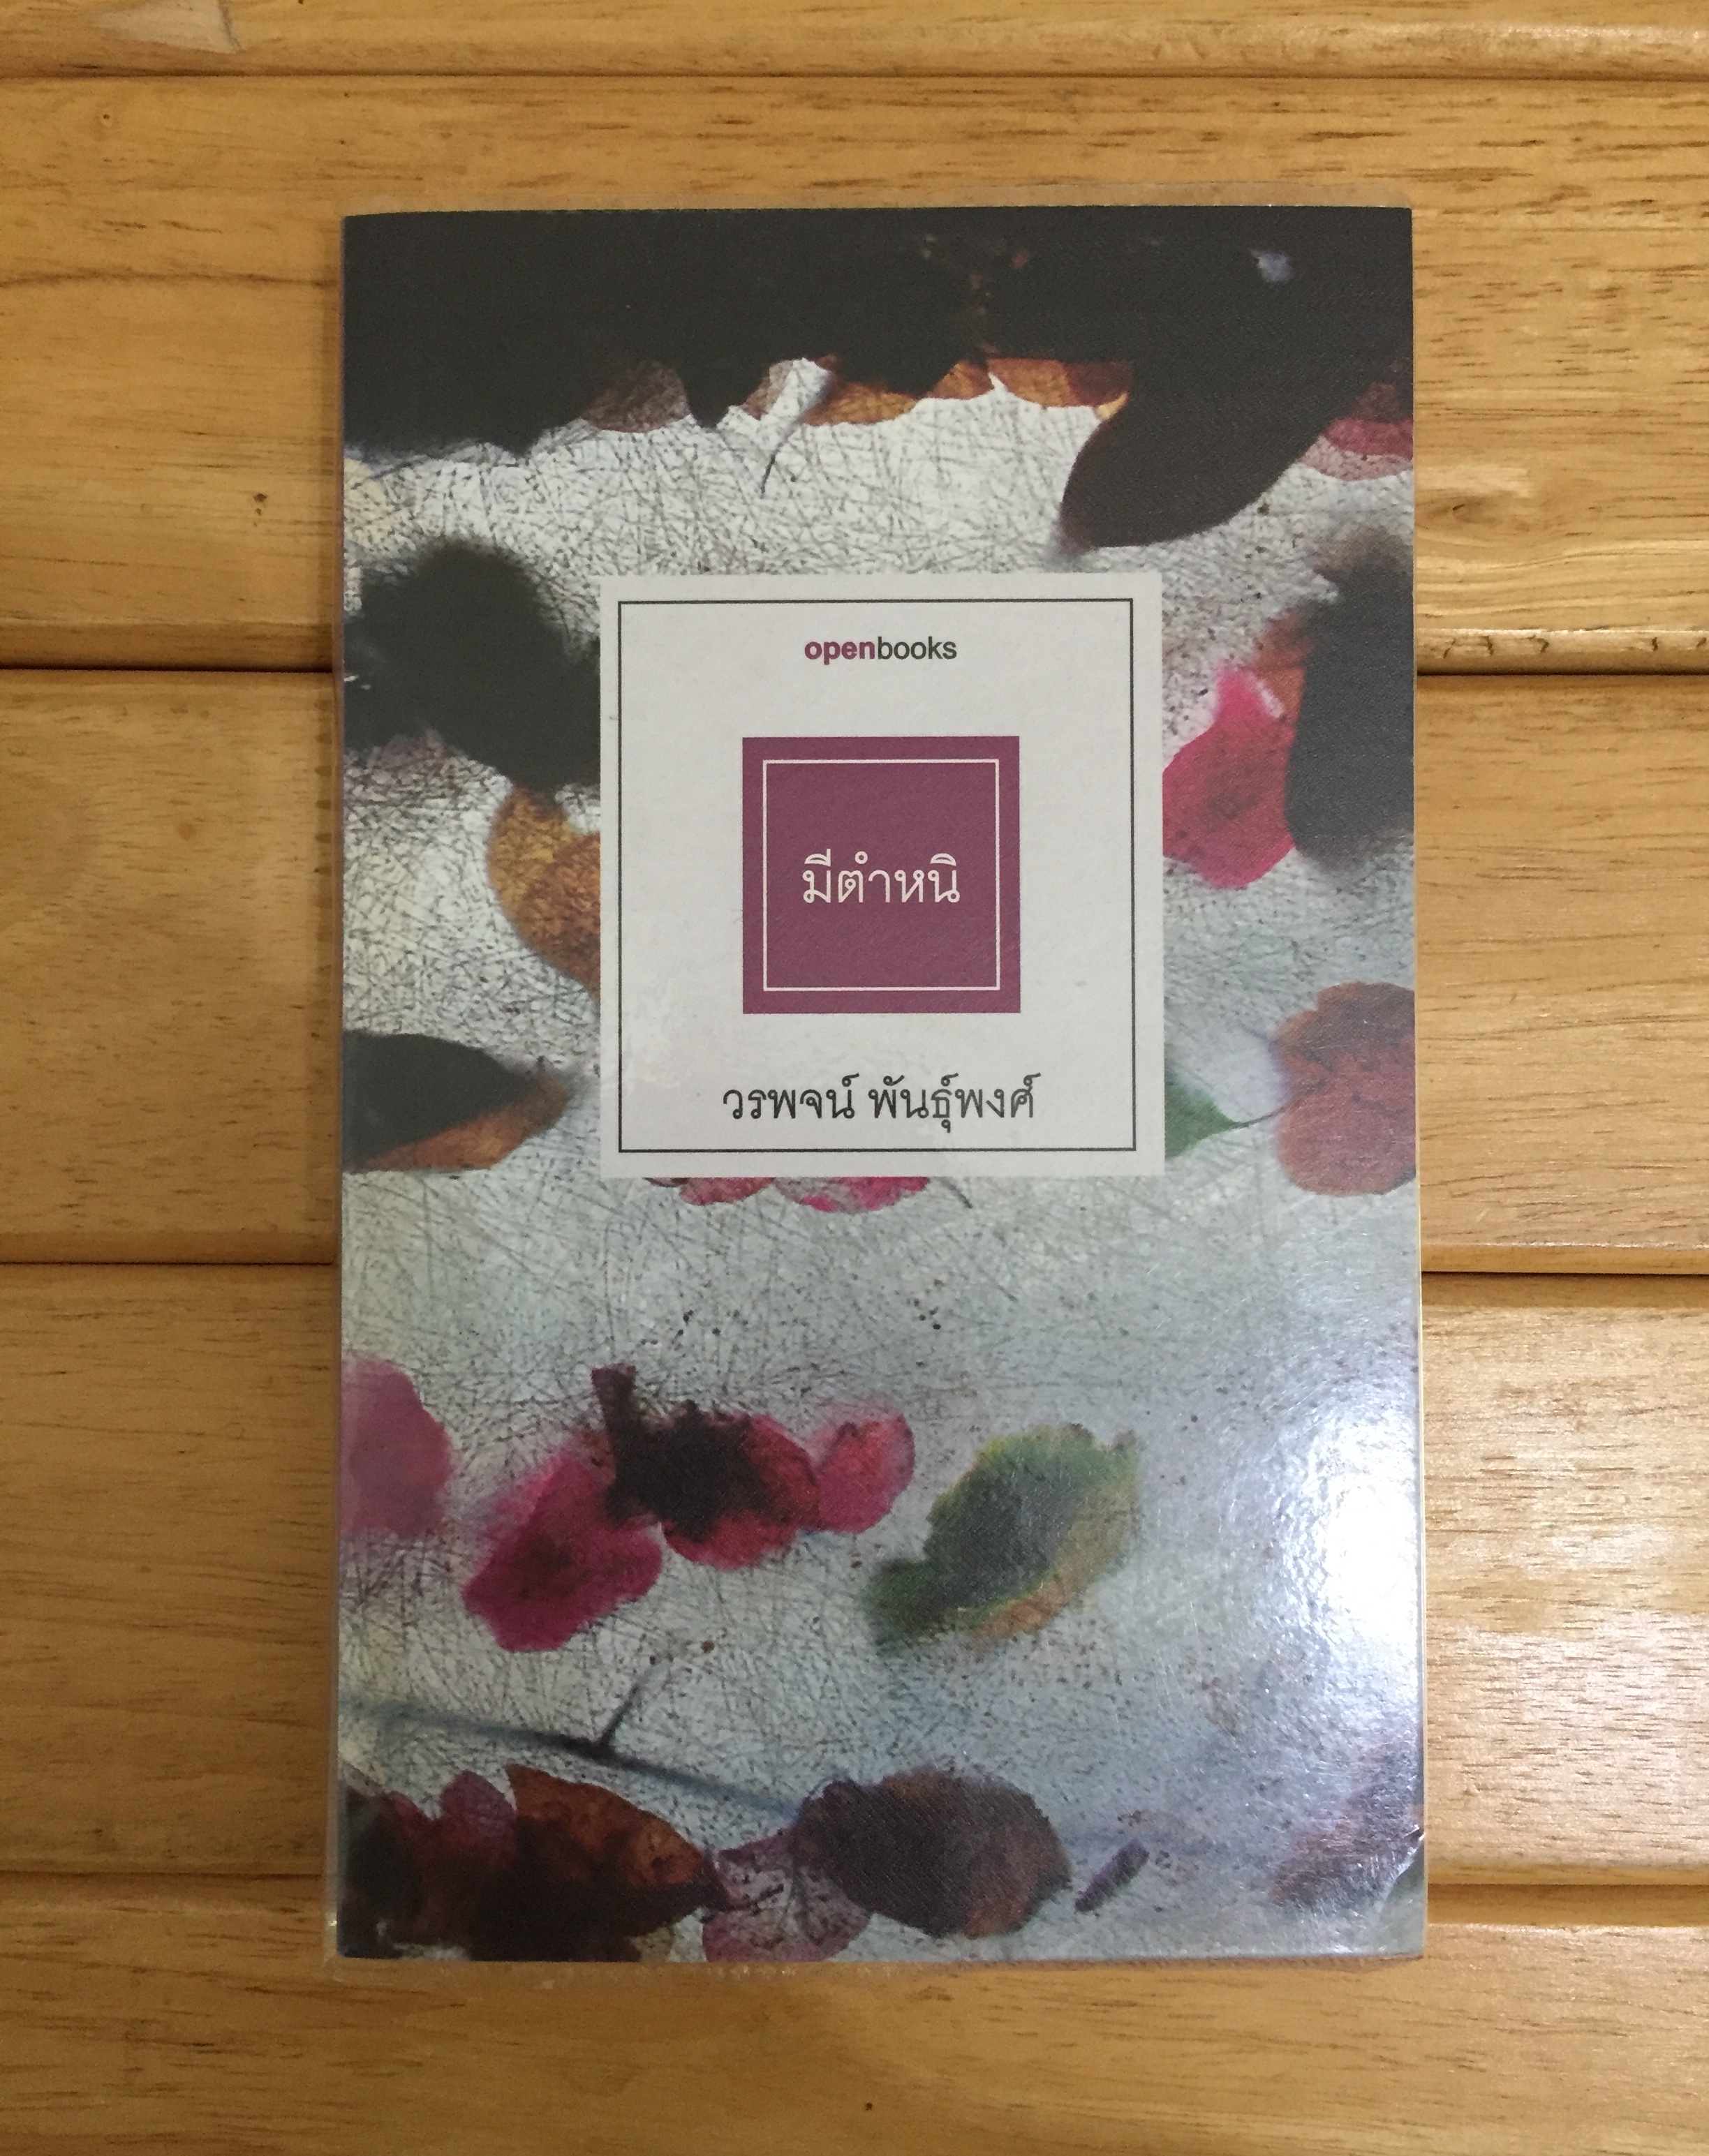 openbooks
มีตำหนิ
วรพจน์ พันธุ์พงศ์